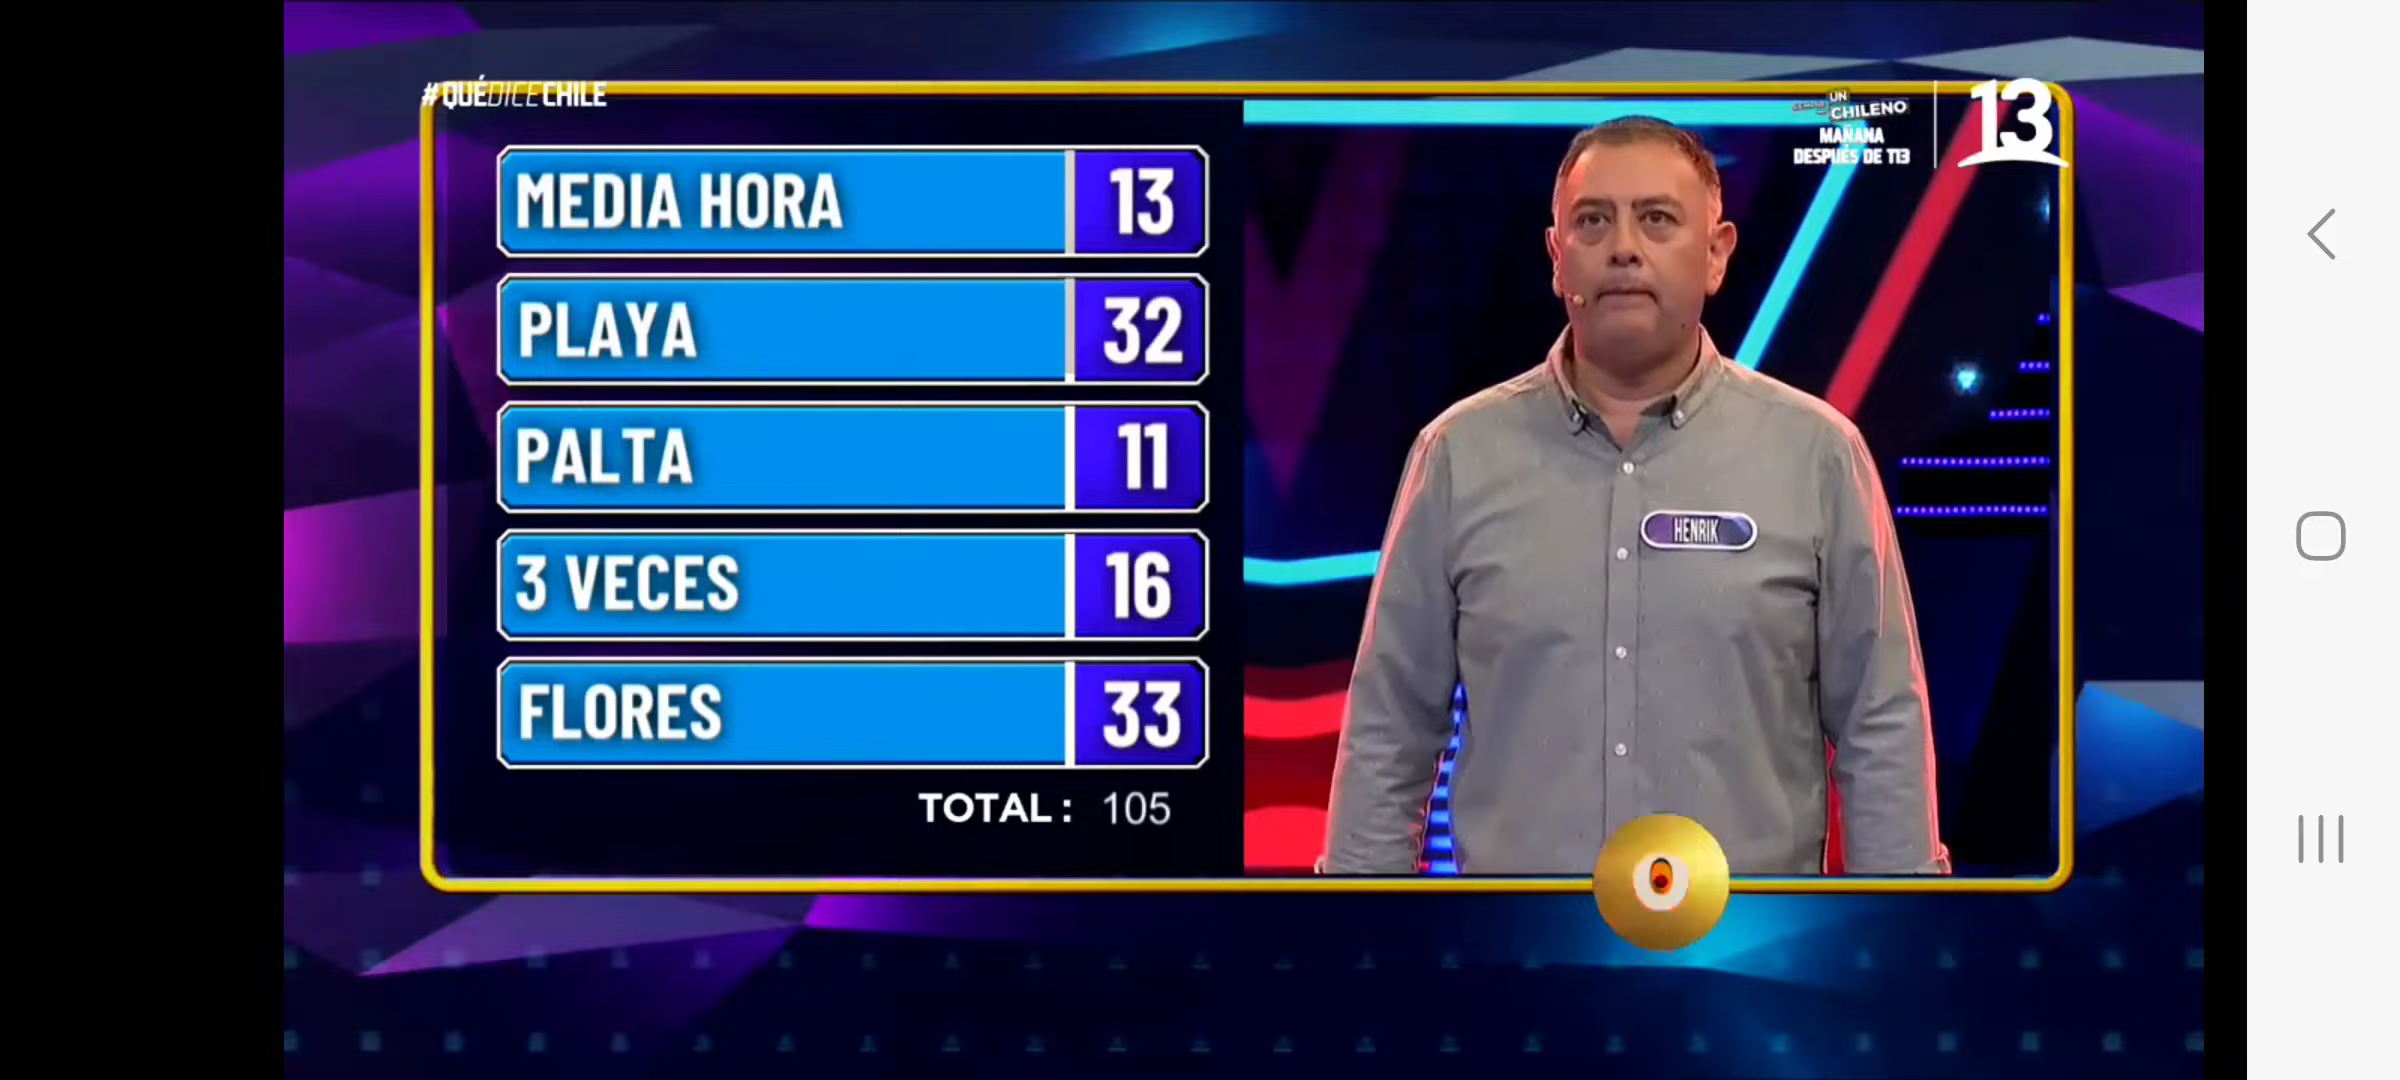 #QUÉDICECHILE
UN
CHILENO
MAÑANA
DESPUÉS DE T13
13
MEDIA HORA 13
PLAYA 32
PALTA 11
3 VECES 16
FLORES 33
TOTAL: 105
HENRIK